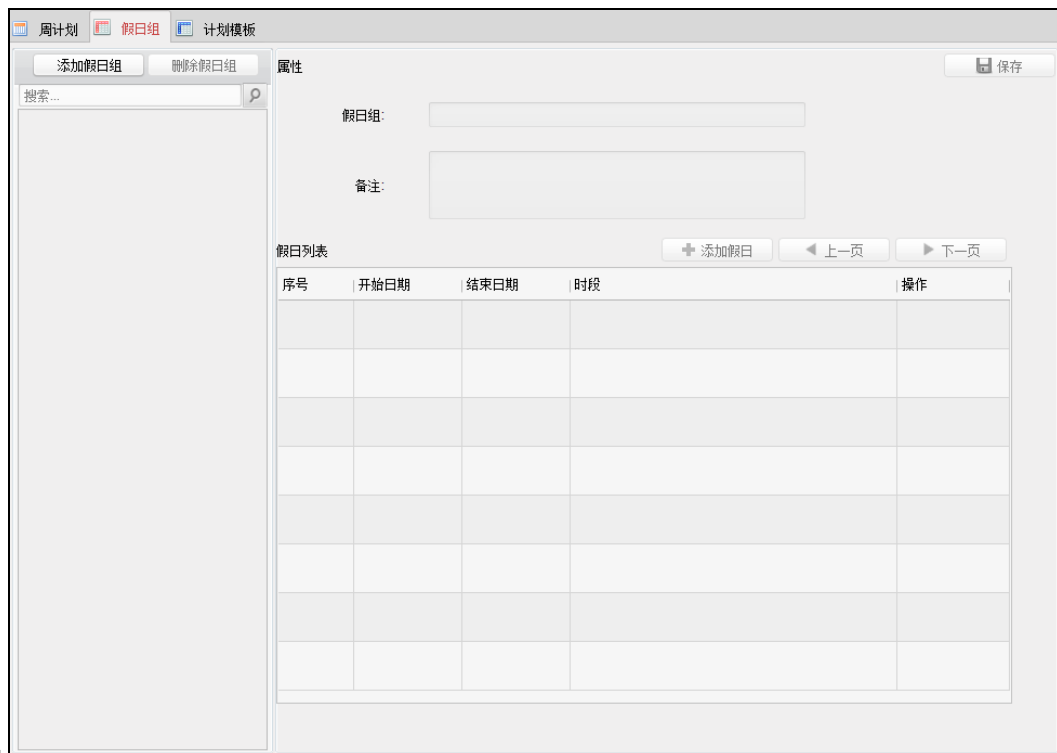 周计划 假日组 计划模板
添加假日组 删除假日组
搜索...
属性 保存
假日组:
备注:
假日列表 添加假日 上一页 下一页
序号 开始日期 结束日期 时段 操作